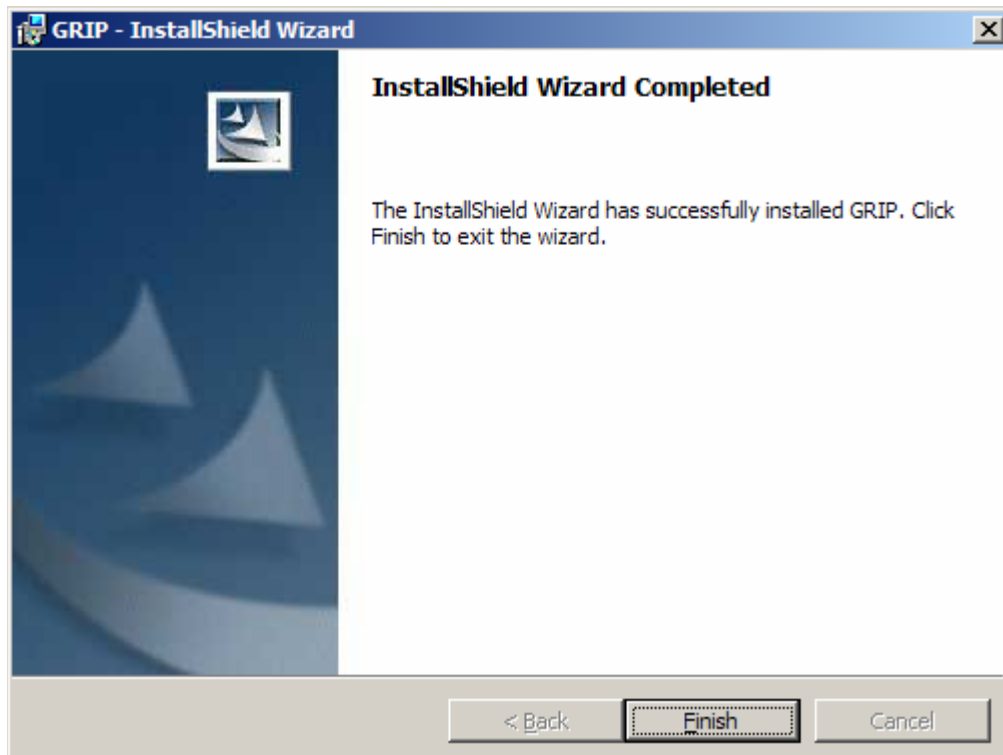 GRIP - InstallShield Wizard
InstallShield Wizard Completed
The InstallShield Wizard has successfully installed GRIP. Click
Finish to exit the wizard.
< Back
Finish
Cancel